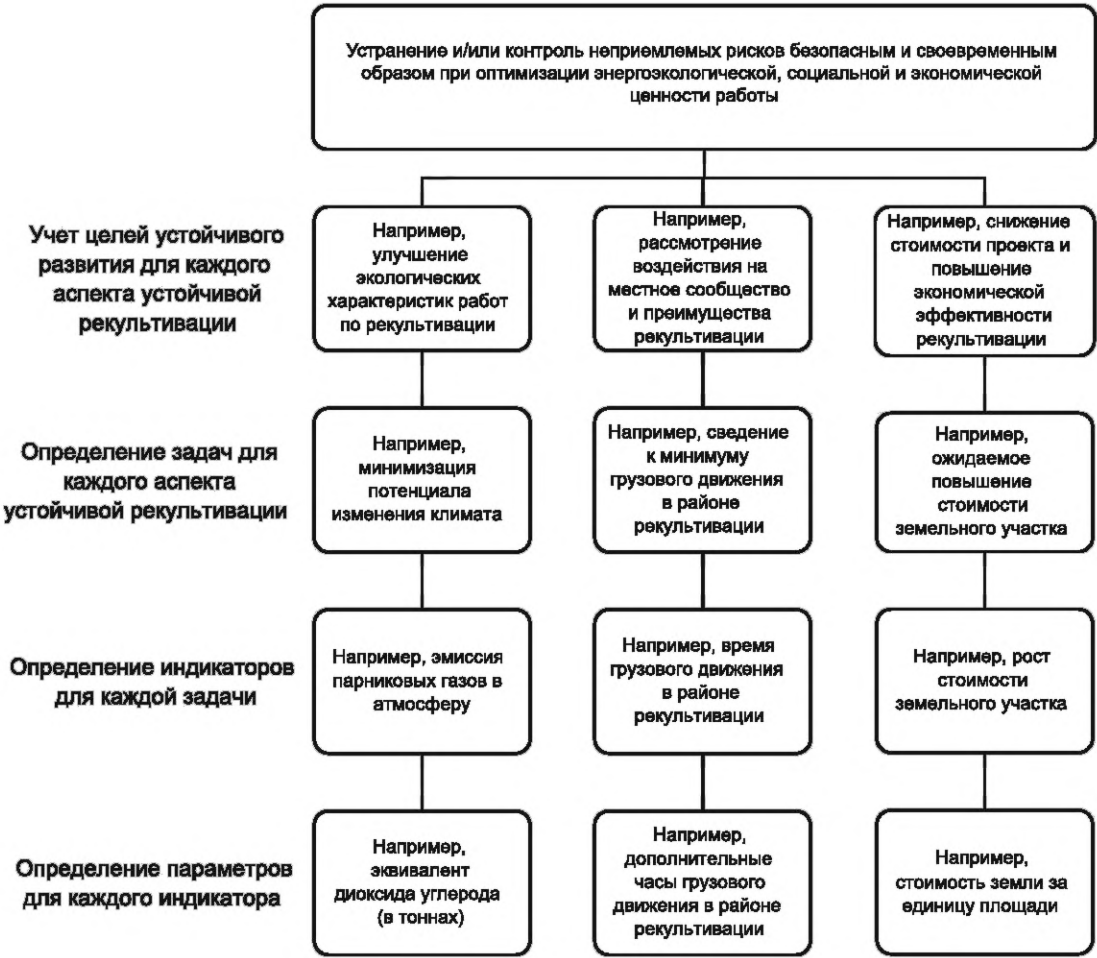 Устранение и/или контроль неприемлемых рисков безопасным и своевременным
образом при оптимизации энергоэкологической, социальной и экономической
ценности работы
Учет целей устойчивого
развития для каждого
аспекта устойчивой
рекультивации
Например,
улучшение
экологических
характеристик работ
по рекультивации
Например,
рассмотрение
воздействия на
местное сообщество
и преимущества
рекультивации
Например, снижение
стоимости проекта и
повышение
экономической
эффективности
рекультивации
Определение задач для
каждого аспекта
устойчивой рекультивации
Например,
минимизация
потенциала
изменения климата
Например, сведение
к минимуму
грузового движения
в районе
рекультивации
Например,
ожидаемое
повышение
стоимости
земельного участка
Определение индикаторов
для каждой задачи
Например, эмиссия
парниковых газов в
атмосферу
Например, время
грузового движения
в районе
рекультивации
Например, рост
стоимости
земельного участка
Определение параметров
для каждого индикатора
Например,
эквивалент
диоксида углерода
(в тоннах)
Например,
дополнительные
часы грузового
движения в районе
рекультивации
Например,
стоимость земли за
единицу площади